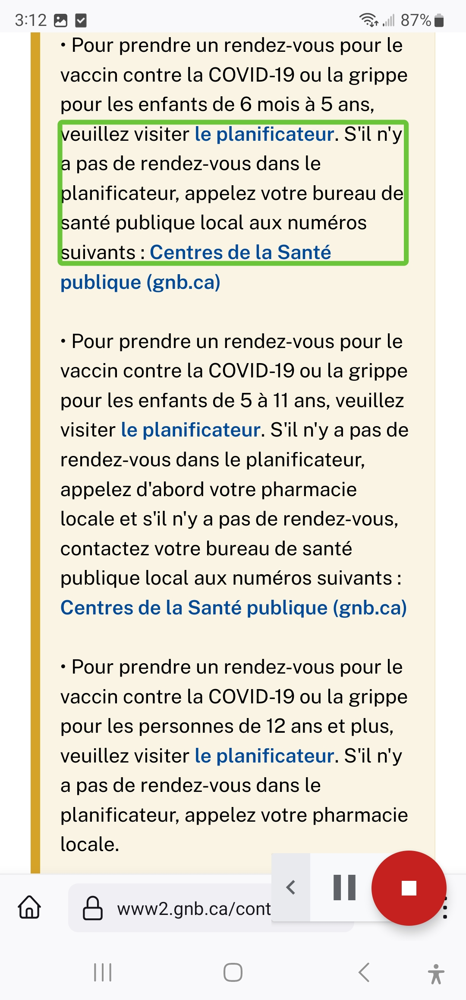 3:12
87%
• Pour prendre un rendez-vous pour le
vaccin contre la COVID-19 ou la grippe
pour les enfants de 6 mois à 5 ans,
veuillez visiter le planificateur. S'il n'y
a pas de rendez-vous dans le
planificateur, appelez votre bureau de
santé publique local aux numéros
suivants : Centres de la Santé
publique (gnb.ca)
• Pour prendre un rendez-vous pour le
vaccin contre la COVID-19 ou la grippe
pour les enfants de 5 à 11 ans, veuillez
visiter le planificateur. S'il n'y a pas de
rendez-vous dans le planificateur,
appelez d'abord votre pharmacie
locale et s'il n'y a pas de rendez-vous,
contactez votre bureau de santé
publique local aux numéros suivants :
Centres de la Santé publique (gnb.ca)
• Pour prendre un rendez-vous pour le
vaccin contre la COVID-19 ou la grippe
pour les personnes de 12 ans et plus,
veuillez visiter le planificateur. S'il n'y
a pas de rendez-vous dans le
planificateur, appelez votre pharmacie
locale.
www2.gnb.ca/cont